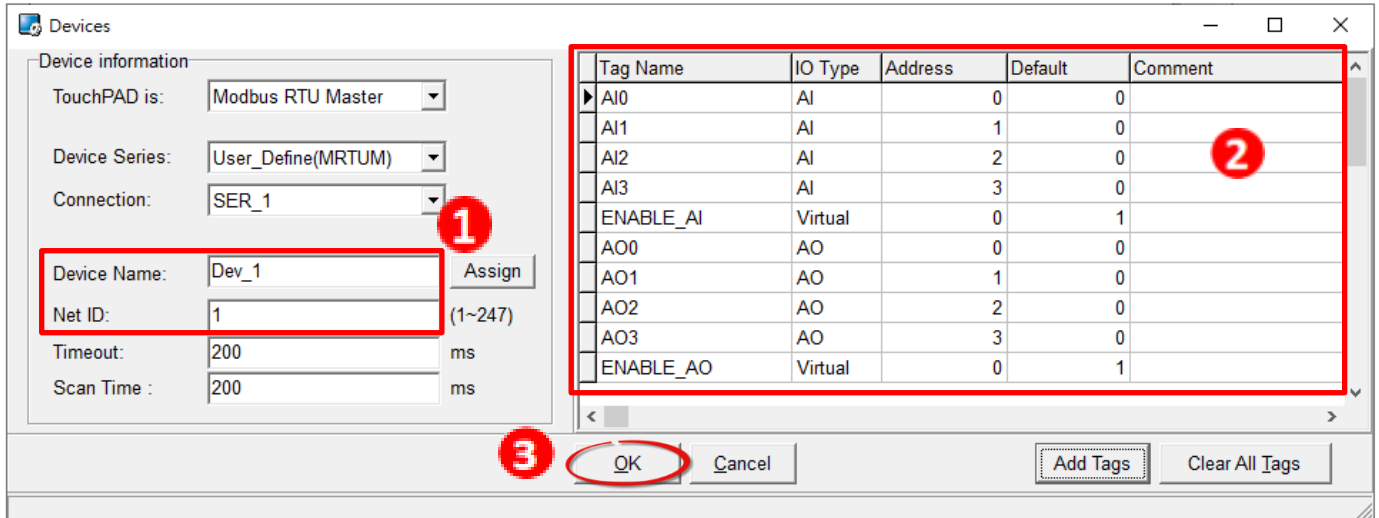 Devices
Device information
TouchPAD is: Modbus RTU Master
Device Series: User_Define(MRTUM)
Connection: SER_1
1
Device Name: Dev_1 Assign
Net ID: 1 (1~247)
Timeout: 200 ms
Scan Time : 200 ms
Tag Name IO Type Address Default Comment
AI0 AI 0 0
AI1 AI 1 0
2
AI2 AI 2 0
AI3 AI 3 0
ENABLE_AI Virtual 0 1
AO0 AO 0 0
AO1 AO 1 0
AO2 AO 2 0
AO3 AO 3 0
ENABLE_AO Virtual 0 1
3 OK Cancel Add Tags Clear All Tags